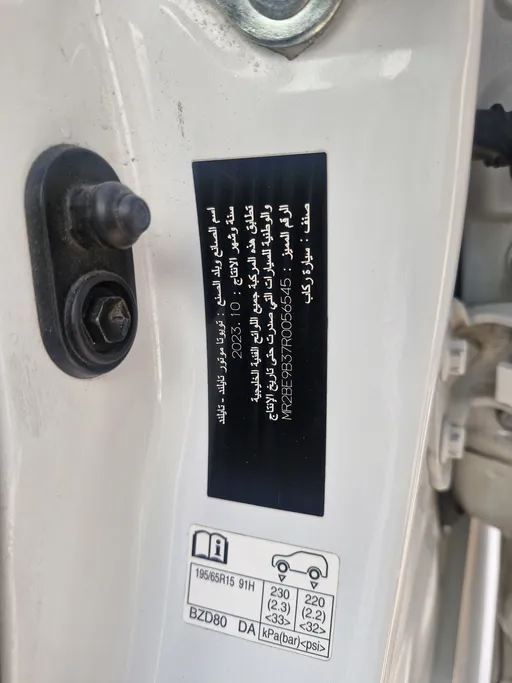 اسم الصانع وبلد الصنع : تويوتا موتور تايلند - تايلند
سنة وشهر الانتاج : 2023.10
تطابق هذه المركبة جميع اللوائح الفنية الخليجية
والوطنية للسيارات التي صدرت حتى تاريخ الإنتاج
الرقم المميز : MR2BE9B37R0056545
صنف : سيارة ركاب
195/65R15 91H
230 220
(2.3) (2.2)
<33> <32>
BZD80 DA kPa(bar)<psi>